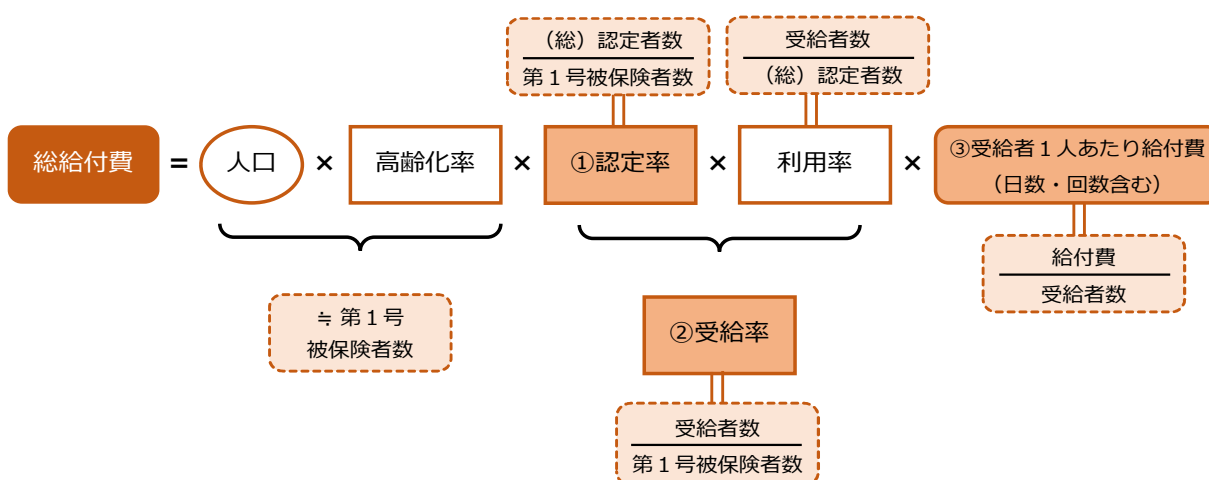 （総）認定者数
第１号被保険者数
受給者数
（総）認定者数
総給付費
=
人口
×
高齢化率
×
①認定率
×
利用率
×
③受給者１人あたり給付費
（日数・回数含む）
給付費
受給者数
≒ 第１号
被保険者数
②受給率
受給者数
第１号被保険者数